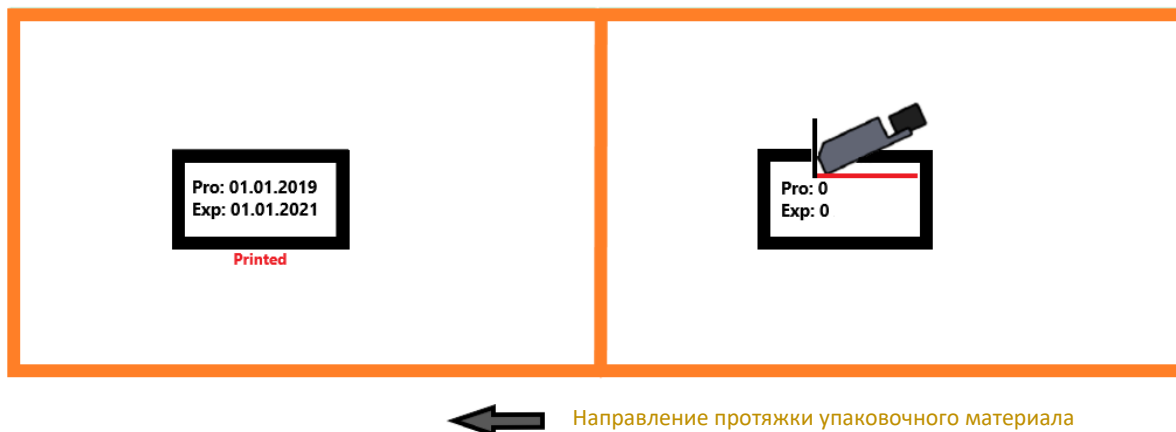 Pro: 01.01.2019
Exp: 01.01.2021
Printed
Pro: 0
Exp: 0
Направление протяжки упаковочного материала